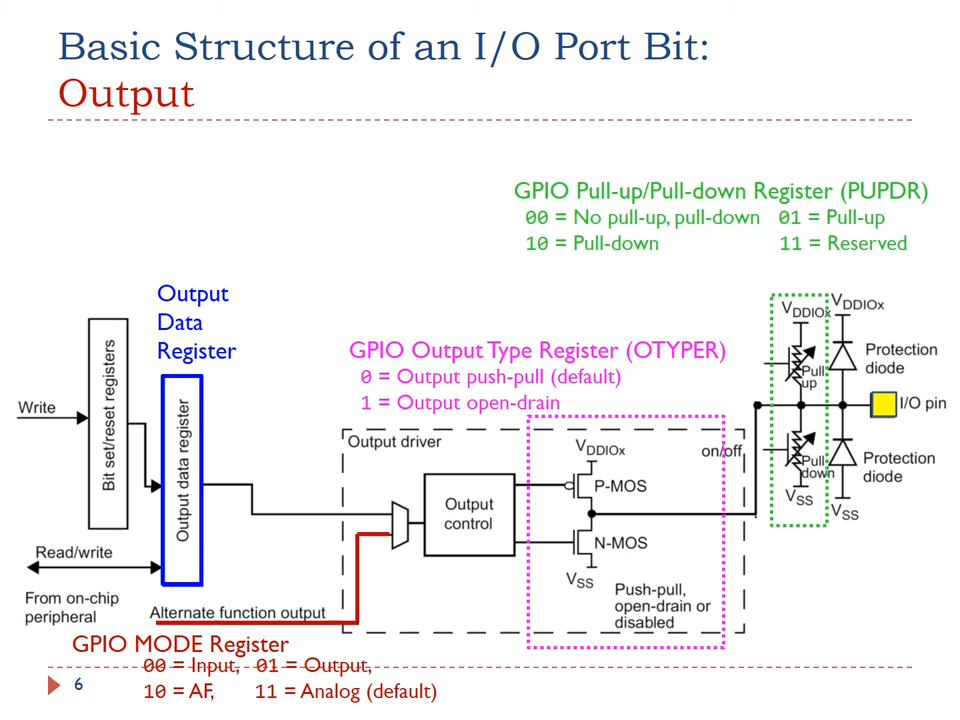 Basic Structure of an I/O Port Bit:
Output
GPIO Pull-up/Pull-down Register (PUPDR)
00 = No pull-up, pull-down 01 = Pull-up
10 = Pull-down 11 = Reserved
Output
Data
Register
GPIO Output Type Register (OTYPER)
0 = Output push-pull (default)
1 = Output open-drain
Write
Bit set/reset registers
Output data register
Read/write
From on-chip
peripheral
Alternate function output
Output driver
Output
control
VDDIOx
P-MOS
N-MOS
VSS
Push-pull,
open-drain or
disabled
on/off
VDDIOx
Pull
up
Pull
down
VSS
VDDIOx
Protection
diode
I/O pin
Protection
diode
VSS
GPIO MODE Register
00 = Input, 01 = Output,
10 = AF, 11 = Analog (default)
6